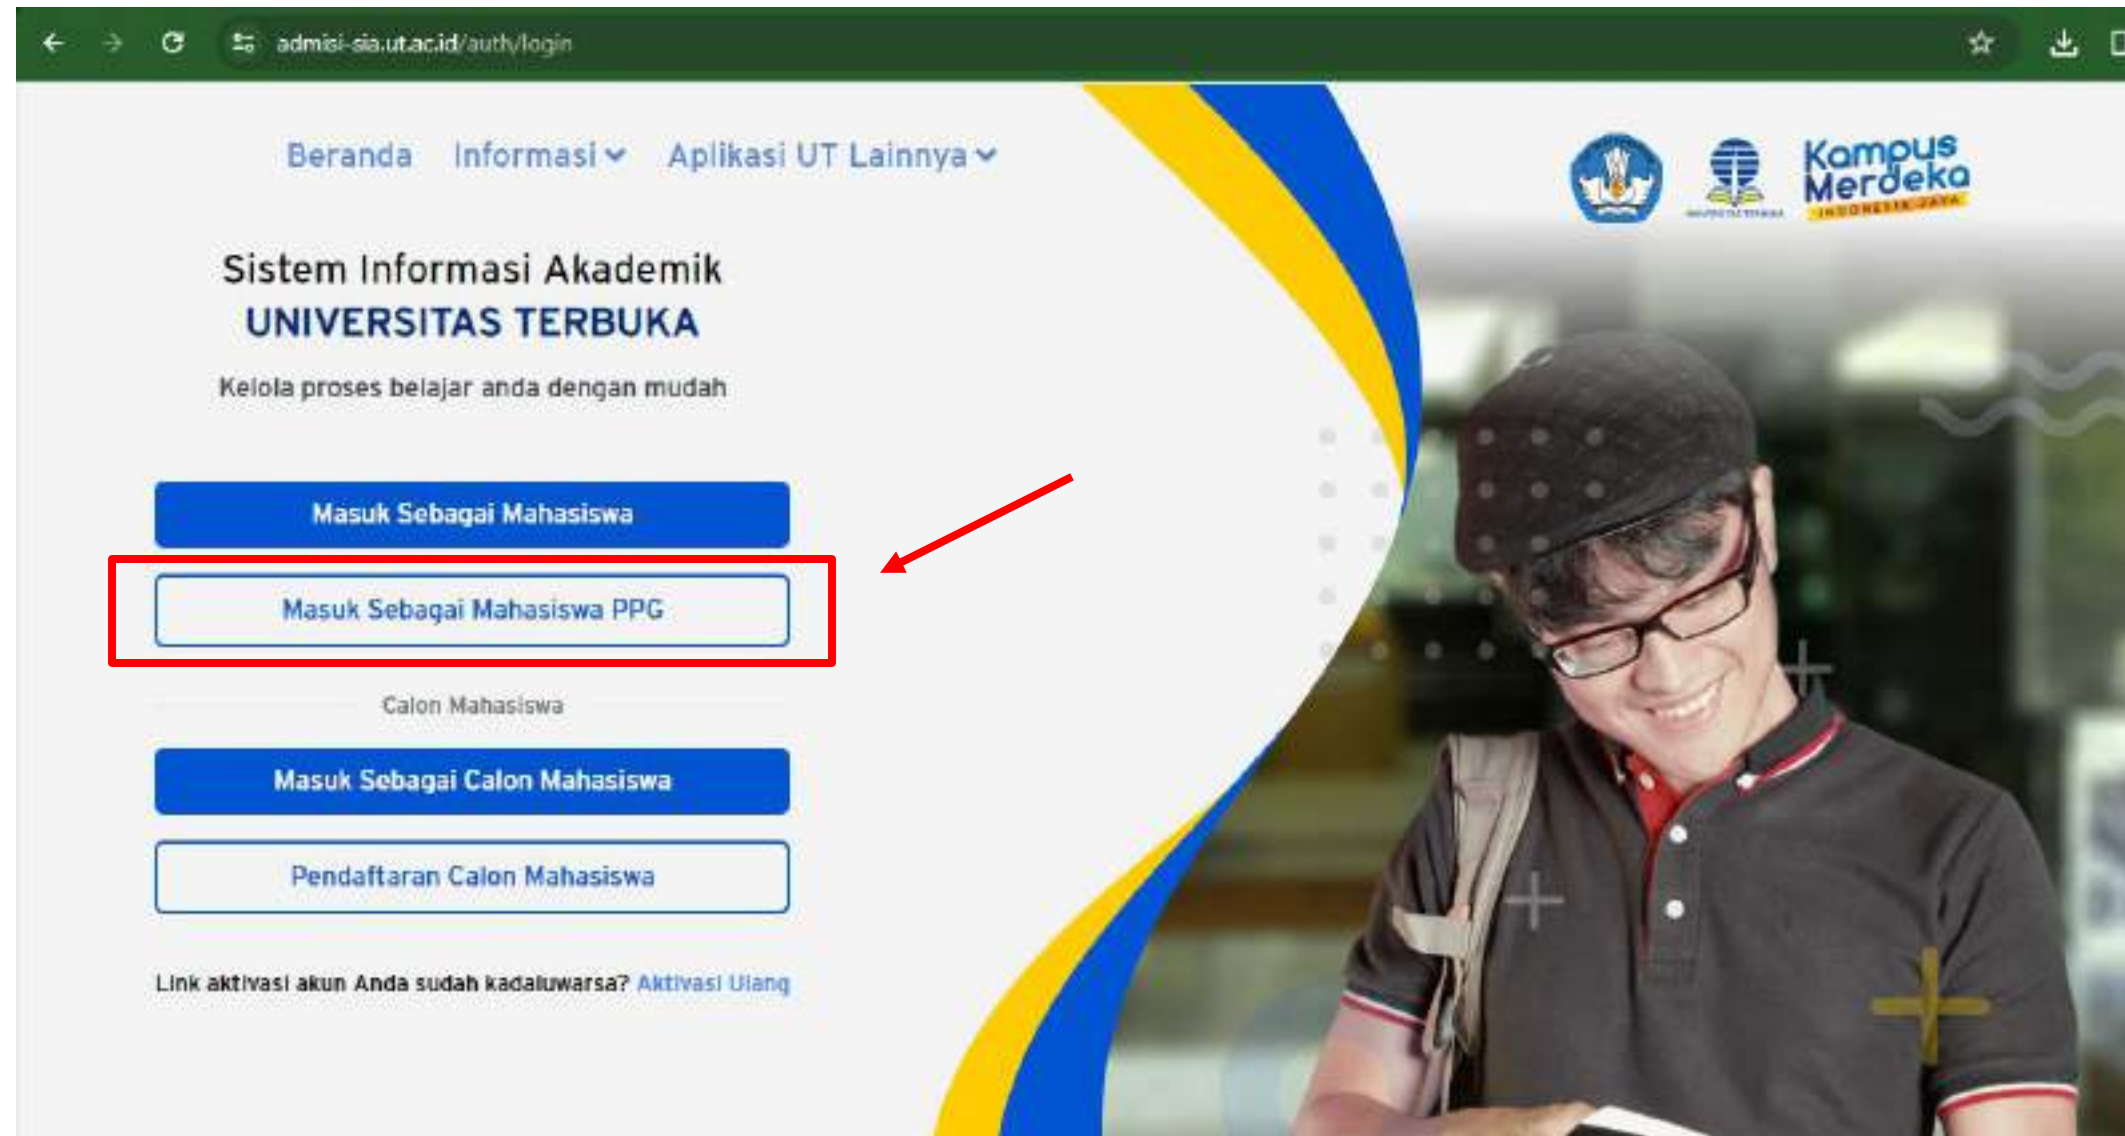 admisi-sia.ut.ac.id/auth/login
Beranda Informasi Aplikasi UT Lainnya
Kampus
Merdeka
INDONESIA JAYA
UNIVERSITAS TERBUKA
Sistem Informasi Akademik
UNIVERSITAS TERBUKA
Kelola proses belajar anda dengan mudah
Masuk Sebagai Mahasiswa
Masuk Sebagai Mahasiswa PPG
Calon Mahasiswa
Masuk Sebagai Calon Mahasiswa
Pendaftaran Calon Mahasiswa
Link aktivasi akun Anda sudah kadaluwarsa? Aktivasi Ulang